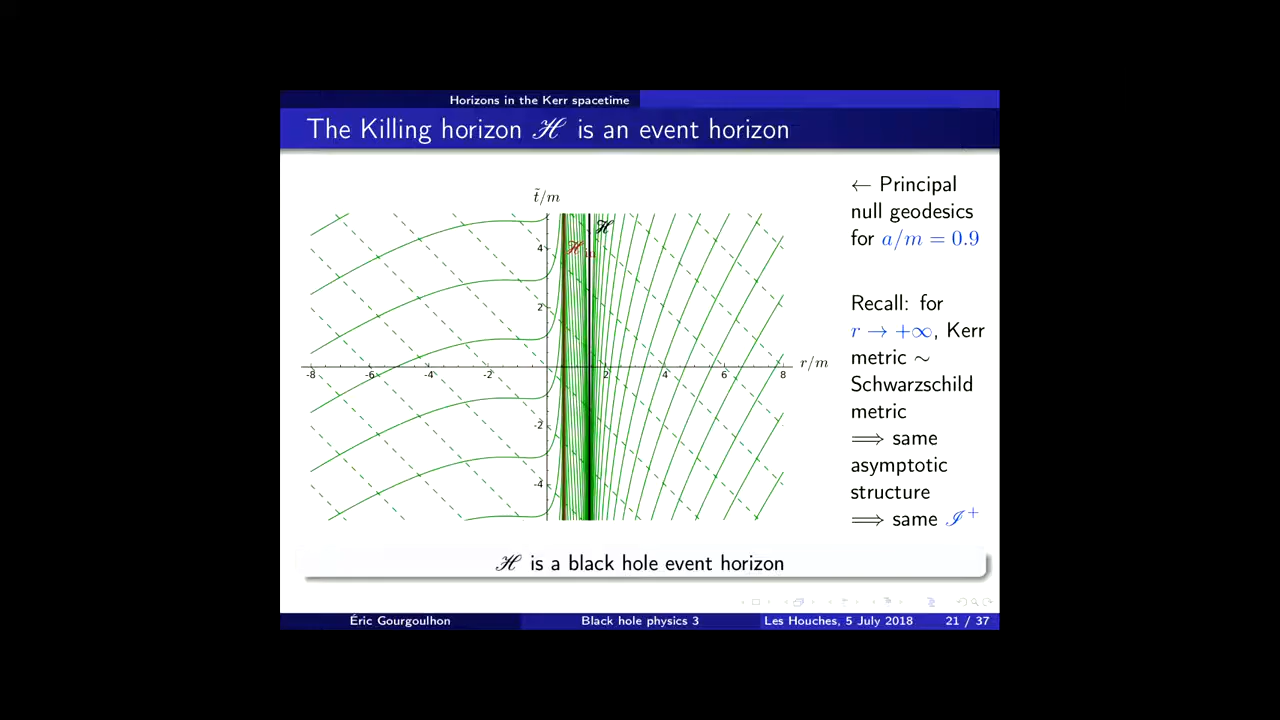 Horizons in the Kerr spacetime
The Killing horizon ℋ is an event horizon
t̃/m
ℋ
ℋin
4
2
-2
-4
-8 -6 -4 -2 2 4 6 8
r/m
← Principal
null geodesics
for a/m = 0.9
Recall: for
r → +∞, Kerr
metric ∼
Schwarzschild
metric
⟹ same
asymptotic
structure
⟹ same ℐ⁺
ℋ is a black hole event horizon
Éric Gourgoulhon Black hole physics 3 Les Houches, 5 July 2018 21 / 37